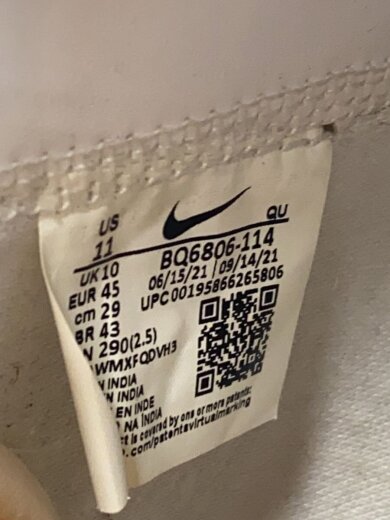 US 11
QU
UK 10
BQ6806-114
EUR 45
06/15/21 / 09/14/21
cm 29
UPC 00195866265806
BR 43
N 290(2.5)
WMXFQDVH3
N INDIA
N INDIA
EN INDE
NA ÍNDIA
ct is covered by one or more patents:
.com/patentsvirtualmarking